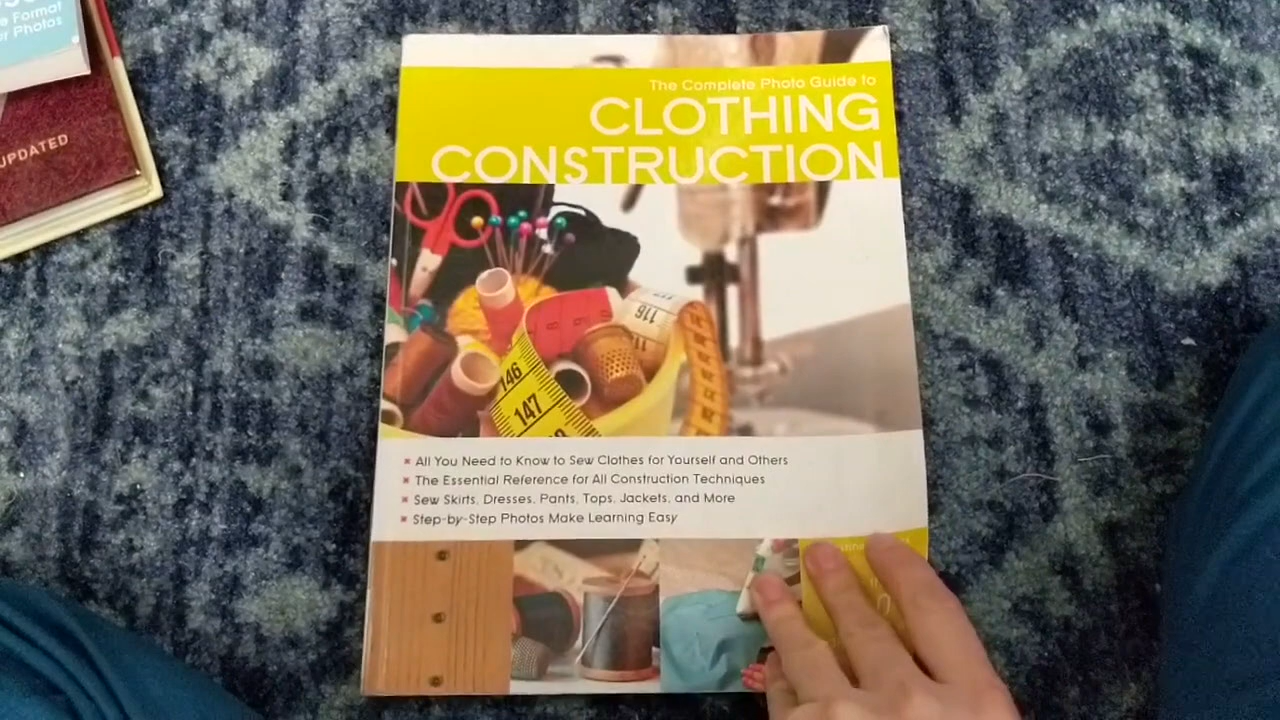 e Format
r Photos
UPDATED
The Complete Photo Guide to
CLOTHING
CONSTRUCTION
116
146
147
All You Need to Know to Sew Clothes for Yourself and Others
The Essential Reference for All Construction Techniques
Sew Skirts, Dresses, Pants, Tops, Jackets, and More
Step-by-Step Photos Make Learning Easy